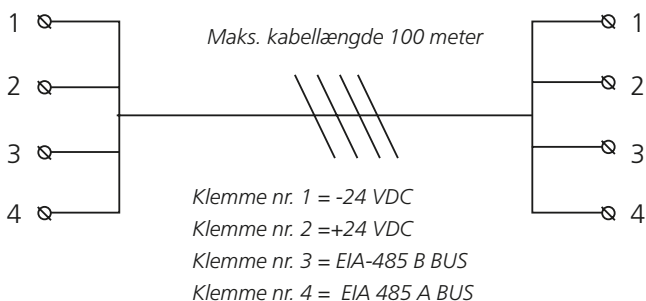 1
Maks. kabellængde 100 meter
1
2
2
3
3
4
4
Klemme nr. 1 = -24 VDC
Klemme nr. 2 =+24 VDC
Klemme nr. 3 = EIA-485 B BUS
Klemme nr. 4 = EIA 485 A BUS